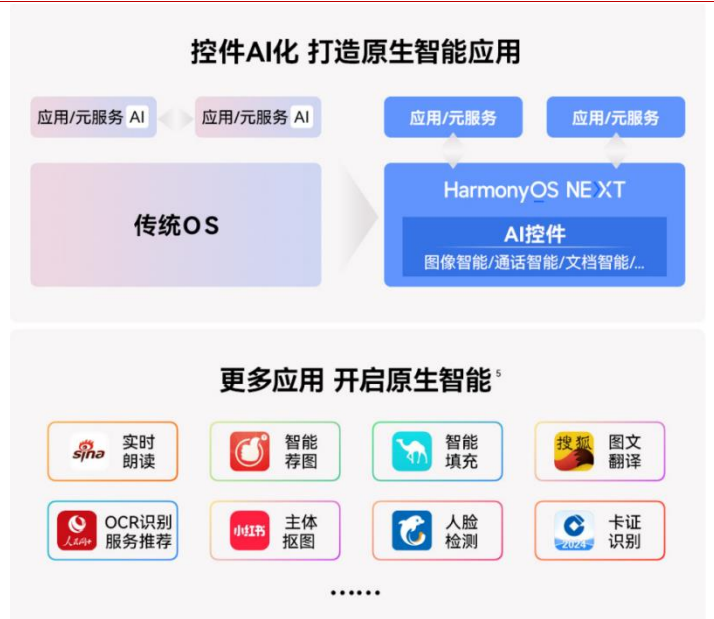 控件AI化 打造原生智能应用
应用/元服务 AI
应用/元服务 AI
应用/元服务
应用/元服务
传统OS
HarmonyOS NEXT
AI控件
图像智能/通话智能/文档智能/...
更多应用 开启原生智能 5
sina
实时
朗读
智能
荐图
智能
填充
搜狐
图文
翻译
人民网+
OCR识别
服务推荐
小红书
主体
抠图
人脸
检测
2024
卡证
识别
......